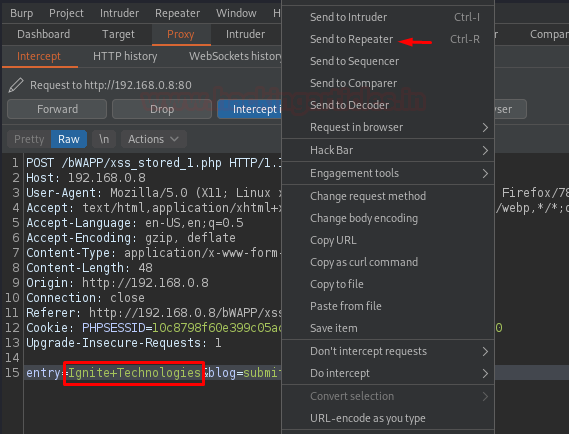 Burp Project Intruder Repeater Window H
Dashboard Target Proxy Intruder Compar
Intercept HTTP history WebSockets history
Request to http://192.168.0.8:80
Forward Drop Intercept i wser
Pretty Raw \n Actions
1 POST /bWAPP/xss_stored_1.php HTTP/1.
2 Host: 192.168.0.8
3 User-Agent: Mozilla/5.0 (X11; Linux x Firefox/78
4 Accept: text/html,application/xhtml+x /webp,*/*;
5 Accept-Language: en-US,en;q=0.5
6 Accept-Encoding: gzip, deflate
7 Content-Type: application/x-www-form-
8 Content-Length: 48
9 Origin: http://192.168.0.8
10 Connection: close
11 Referer: http://192.168.0.8/bWAPP/xss
12 Cookie: PHPSESSID=10c8798f60e399c05ac 0
13 Upgrade-Insecure-Requests: 1
14
15 entry=Ignite+Technologies&blog=submit
Send to Intruder Ctrl-I
Send to Repeater Ctrl-R
Send to Sequencer
Send to Comparer
Send to Decoder
Request in browser
Hack Bar
Engagement tools
Change request method
Change body encoding
Copy URL
Copy as curl command
Copy to file
Paste from file
Save item
Don't intercept requests
Do intercept
Convert selection
URL-encode as you type